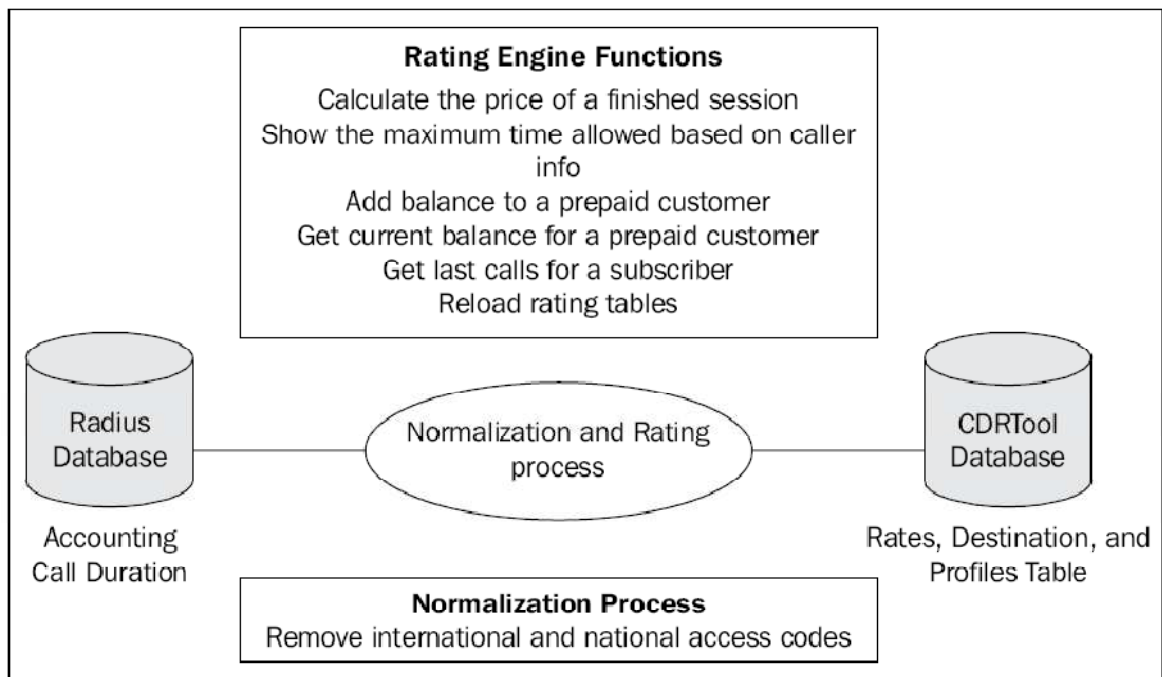 Rating Engine Functions
Calculate the price of a finished session
Show the maximum time allowed based on caller
info
Add balance to a prepaid customer
Get current balance for a prepaid customer
Get last calls for a subscriber
Reload rating tables
Radius
Database
Normalization and Rating
process
CDRTool
Database
Accounting
Call Duration
Rates, Destination, and
Profiles Table
Normalization Process
Remove international and national access codes